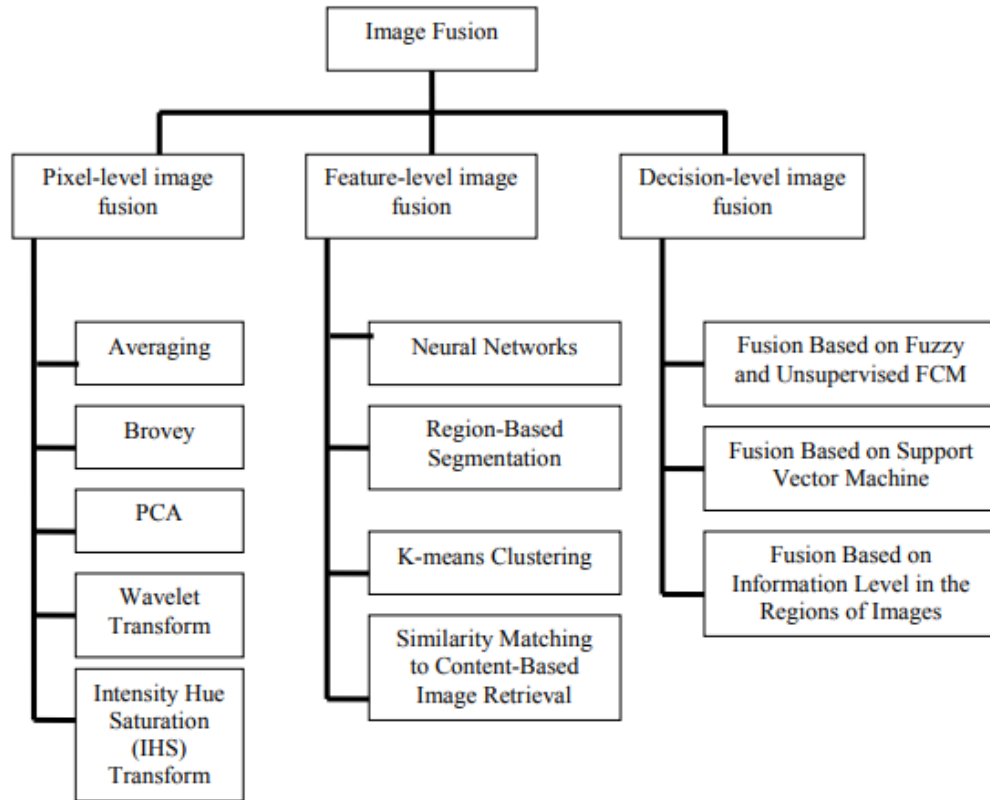 Image Fusion
Pixel-level image
fusion
Feature-level image
fusion
Decision-level image
fusion
Averaging
Brovey
PCA
Wavelet
Transform
Intensity Hue
Saturation
(IHS)
Transform
Neural Networks
Region-Based
Segmentation
K-means Clustering
Similarity Matching
to Content-Based
Image Retrieval
Fusion Based on Fuzzy
and Unsupervised FCM
Fusion Based on Support
Vector Machine
Fusion Based on
Information Level in the
Regions of Images